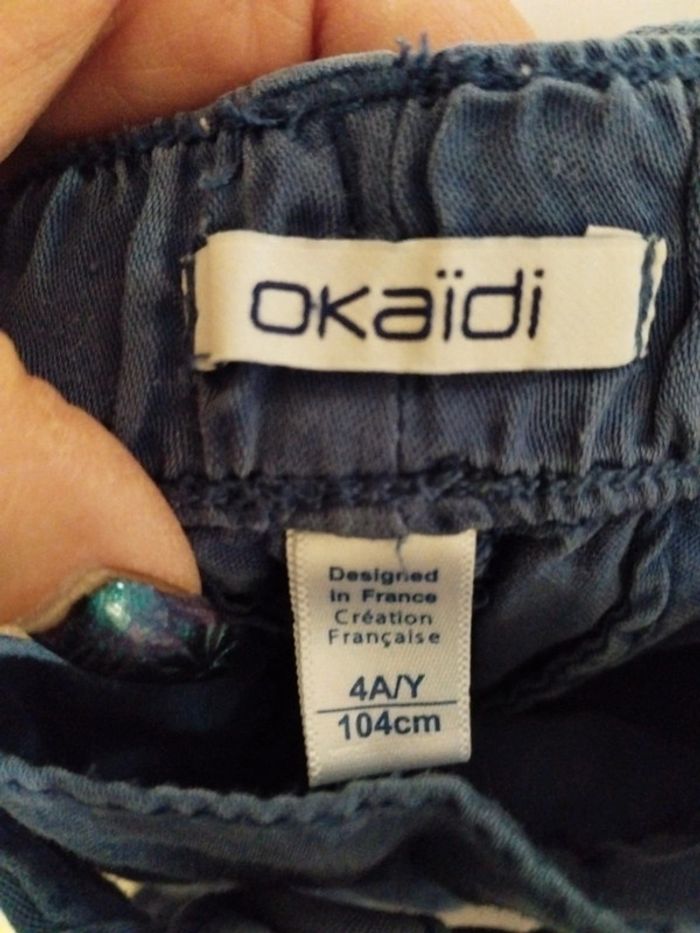 okaïdi
Designed
in France
Création
Française
4A/Y
104cm